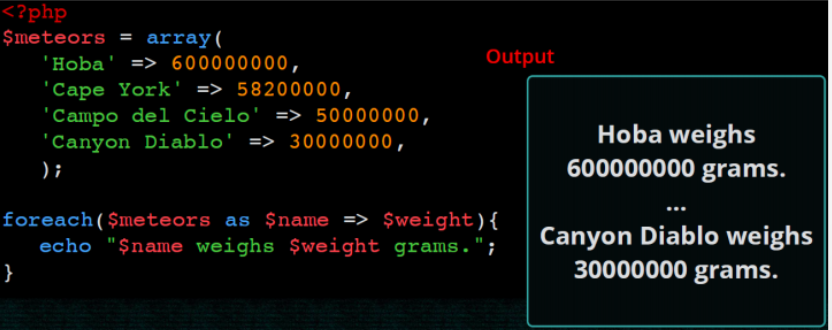 <?php
$meteors = array(
'Hoba' => 600000000,
'Cape York' => 58200000,
'Campo del Cielo' => 50000000,
'Canyon Diablo' => 30000000,
);
foreach($meteors as $name => $weight){
echo "$name weighs $weight grams.";
}
Output
Hoba weighs
600000000 grams.
...
Canyon Diablo weighs
30000000 grams.